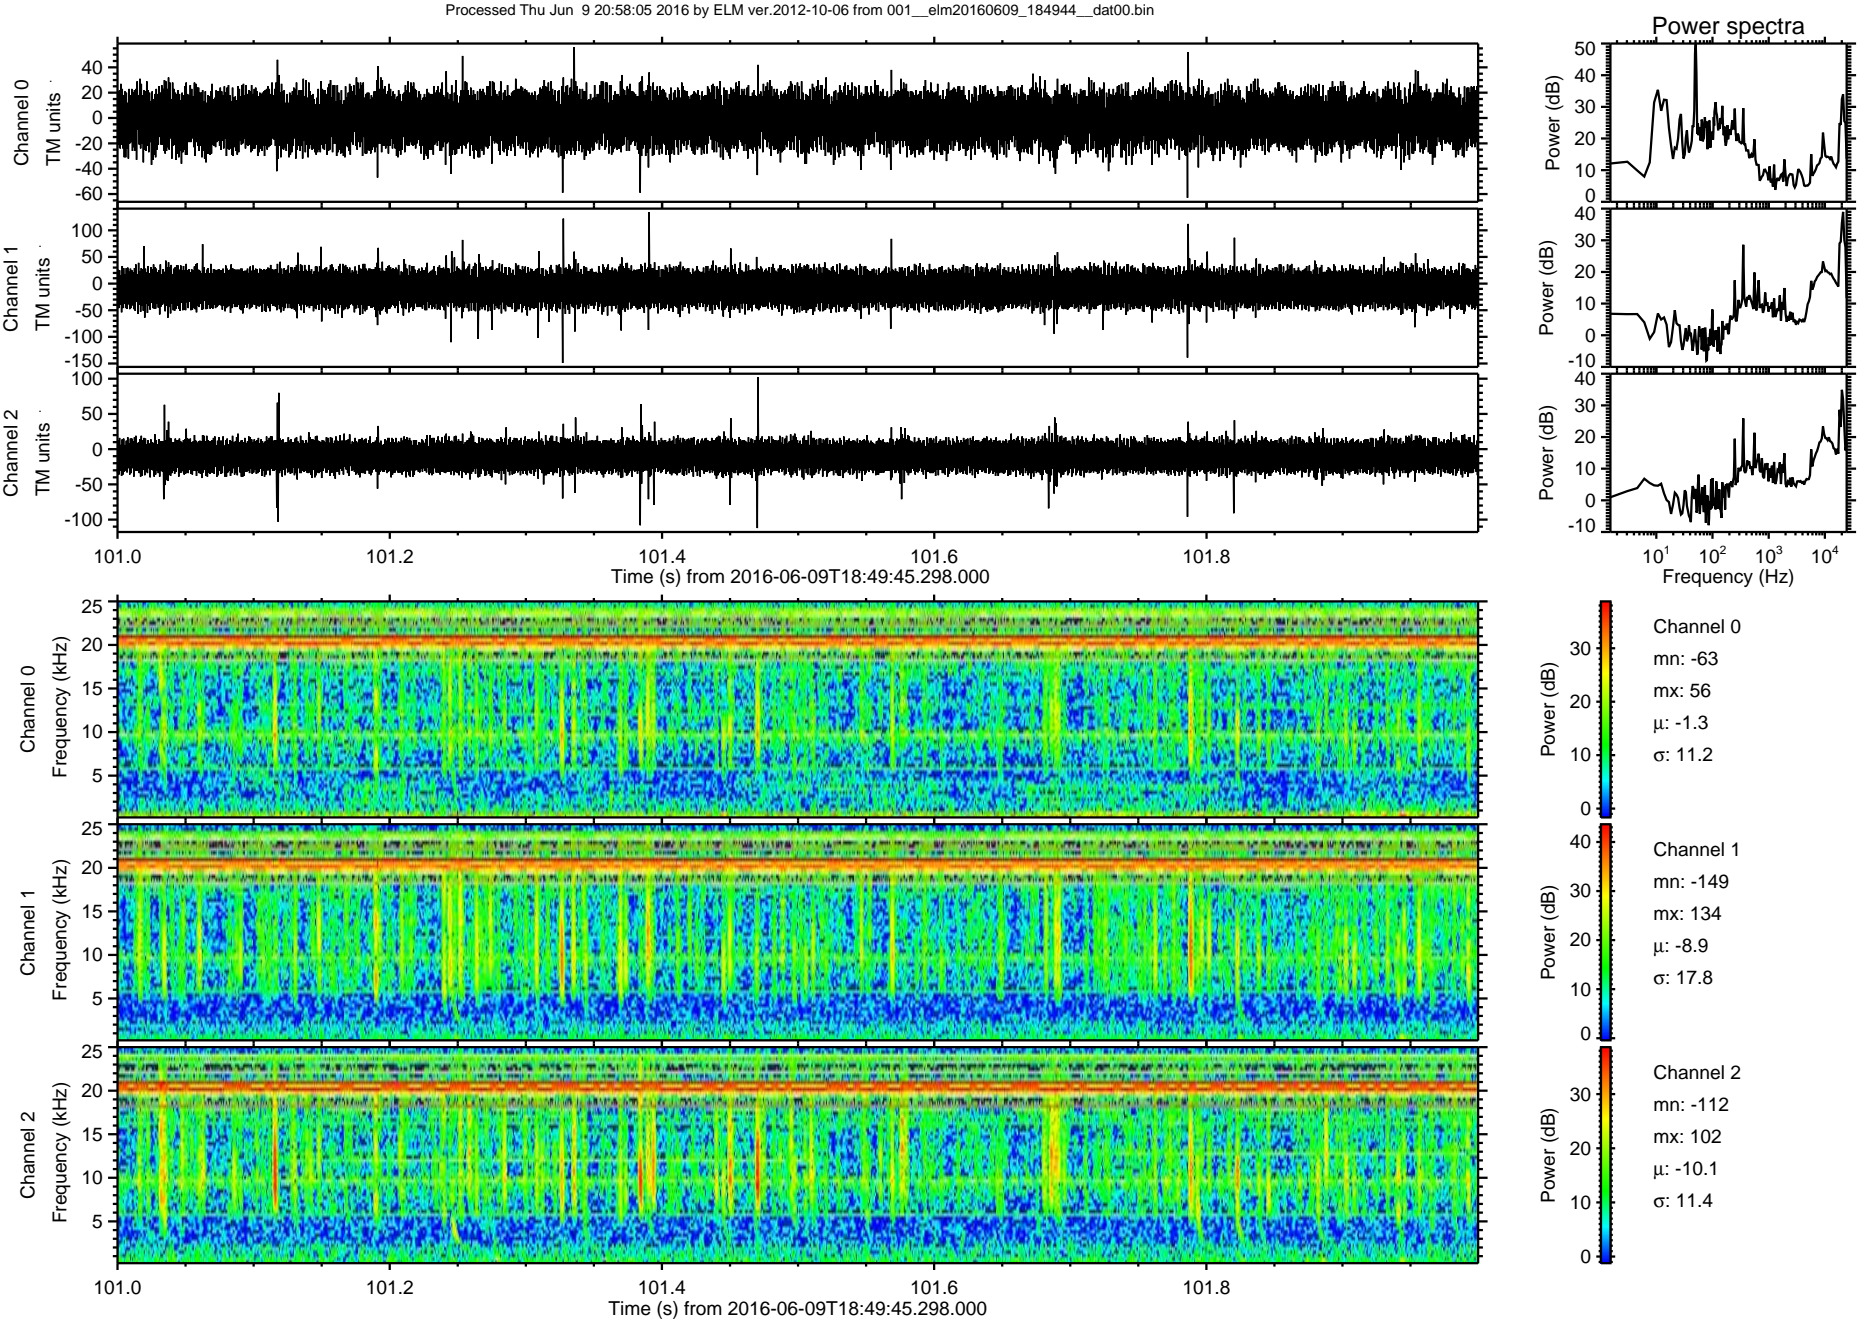 Processed Thu Jun  9 20:58:05 2016 by ELM ver.2012-10-06 from 001__elm20160609_184944__dat00.bin
Power spectra
Channel 0
TM units
40
20
0
-20
-40
-60
Power (dB)
50
40
30
20
10
0
Channel 1
TM units
100
50
0
-50
-100
-150
Power (dB)
40
30
20
10
0
-10
Channel 2
TM units
100
50
0
-50
-100
Power (dB)
40
30
20
10
0
-10
101.0 101.2 101.4 101.6 101.8
Time (s) from 2016-06-09T18:49:45.298.000
10^1 10^2 10^3 10^4
Frequency (Hz)
Channel 0
Frequency (kHz)
25
20
15
10
5
Power (dB)
30
20
10
0
Channel 0
mn: -63
mx: 56
μ: -1.3
σ: 11.2
Channel 1
Frequency (kHz)
25
20
15
10
5
Power (dB)
40
30
20
10
0
Channel 1
mn: -149
mx: 134
μ: -8.9
σ: 17.8
Channel 2
Frequency (kHz)
25
20
15
10
5
Power (dB)
30
20
10
0
Channel 2
mn: -112
mx: 102
μ: -10.1
σ: 11.4
101.0 101.2 101.4 101.6 101.8
Time (s) from 2016-06-09T18:49:45.298.000